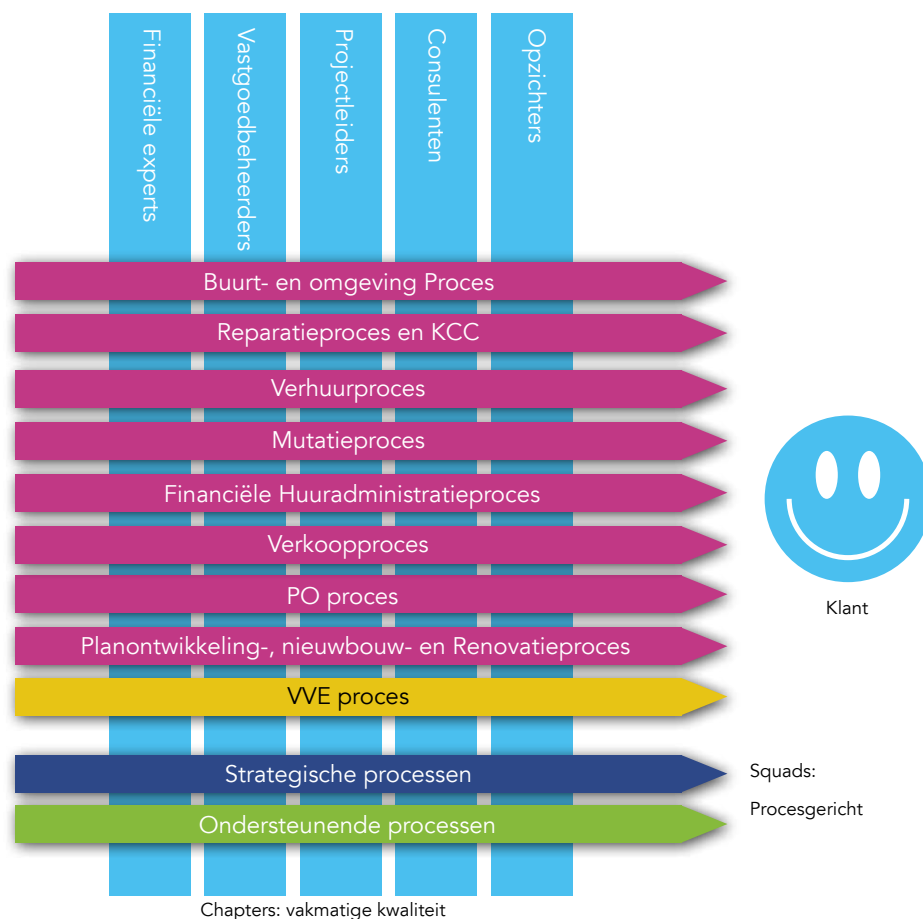 Financiële experts
Vastgoedbeheerders
Projectleiders
Consulenten
Opzichters
Buurt- en omgeving Proces
Reparatieproces en KCC
Verhuurproces
Mutatieproces
Financiële Huuradministratieproces
Verkoopproces
PO proces
Planontwikkeling-, nieuwbouw- en Renovatieproces
VVE proces
Klant
Strategische processen
Ondersteunende processen
Squads:
Procesgericht
Chapters: vakmatige kwaliteit